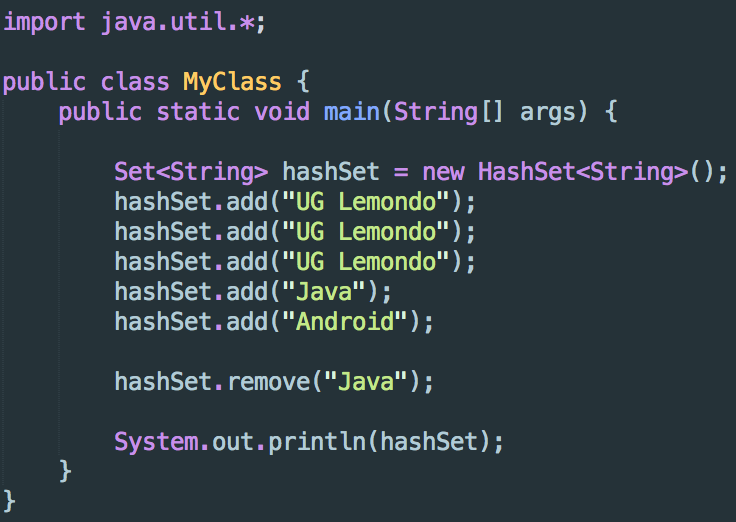 import java.util.*;
public class MyClass {
public static void main(String[] args) {
Set<String> hashSet = new HashSet<String>();
hashSet.add("UG Lemondo");
hashSet.add("UG Lemondo");
hashSet.add("UG Lemondo");
hashSet.add("Java");
hashSet.add("Android");
hashSet.remove("Java");
System.out.println(hashSet);
}
}